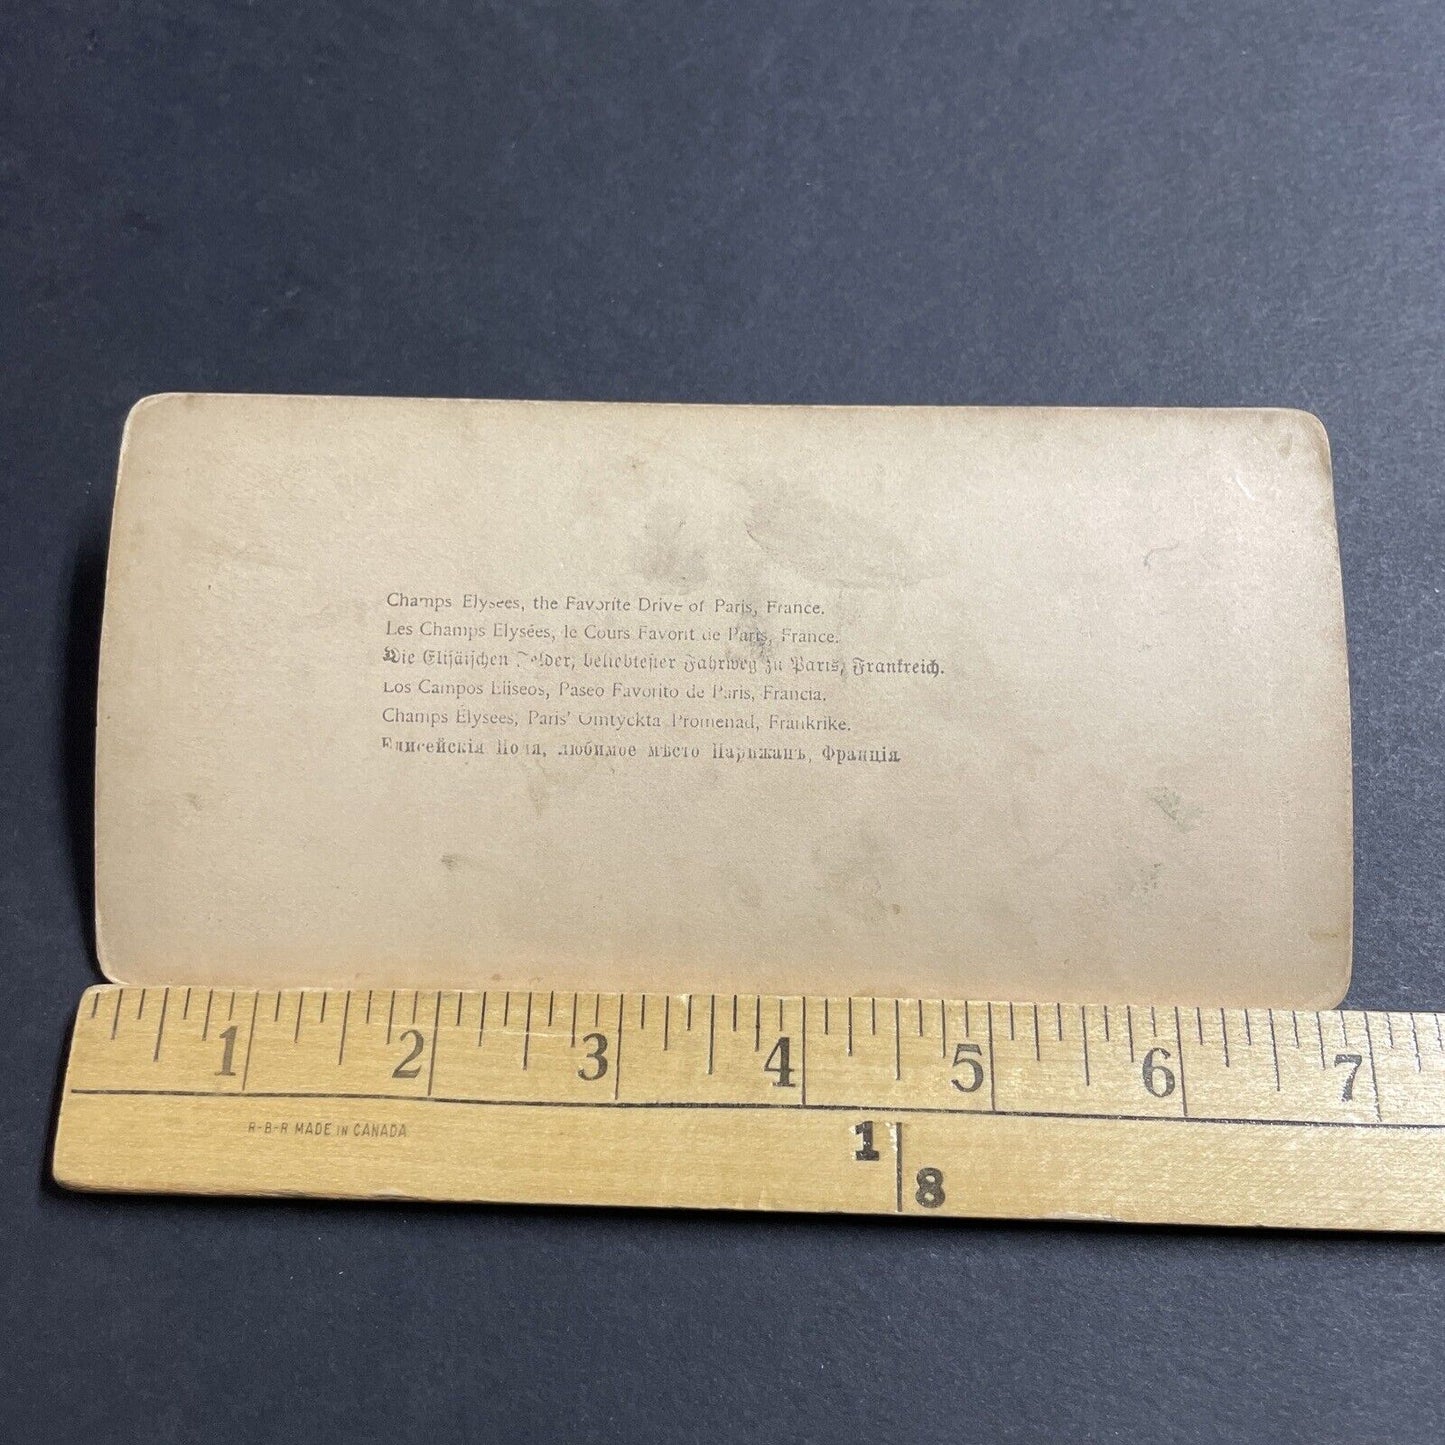 Champs Elysees, the Favorite Drive of Paris, France.
Les Champs Elysées, le Cours Favorit de Paris, France.
Die Elisäischen Felder, beliebtester Fahrweg zu Paris, Frankreich.
Los Campos Eliseos, Paseo Favorito de Paris, Francia.
Champs Elysees, Paris' Omtyckta Promenad, Frankrike.
Елисейскія Поля, любимое мѣсто Парижанъ, Франція
1 2 3 4 5 6 7
R-B-R MADE IN CANADA
1 8